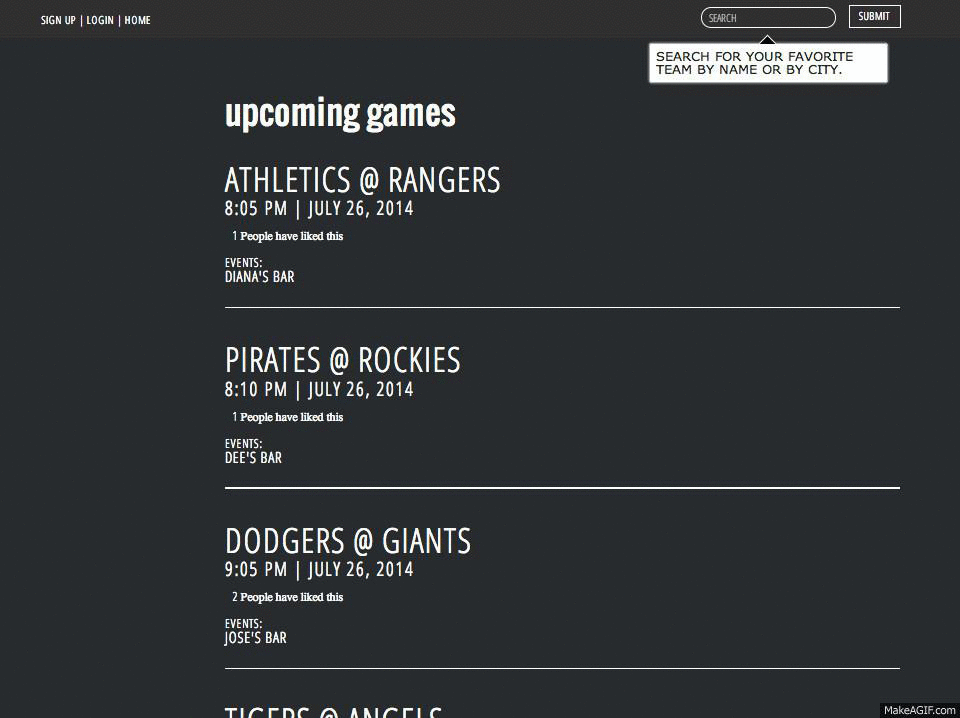 SIGN UP | LOGIN | HOME
SEARCH
SUBMIT
SEARCH FOR YOUR FAVORITE
TEAM BY NAME OR BY CITY.
upcoming games
ATHLETICS @ RANGERS
8:05 PM | JULY 26, 2014
1 People have liked this
EVENTS:
DIANA'S BAR
PIRATES @ ROCKIES
8:10 PM | JULY 26, 2014
1 People have liked this
EVENTS:
DEE'S BAR
DODGERS @ GIANTS
9:05 PM | JULY 26, 2014
2 People have liked this
EVENTS:
JOSE'S BAR
TIGERS @ ANGELS
MakeAGIF.com